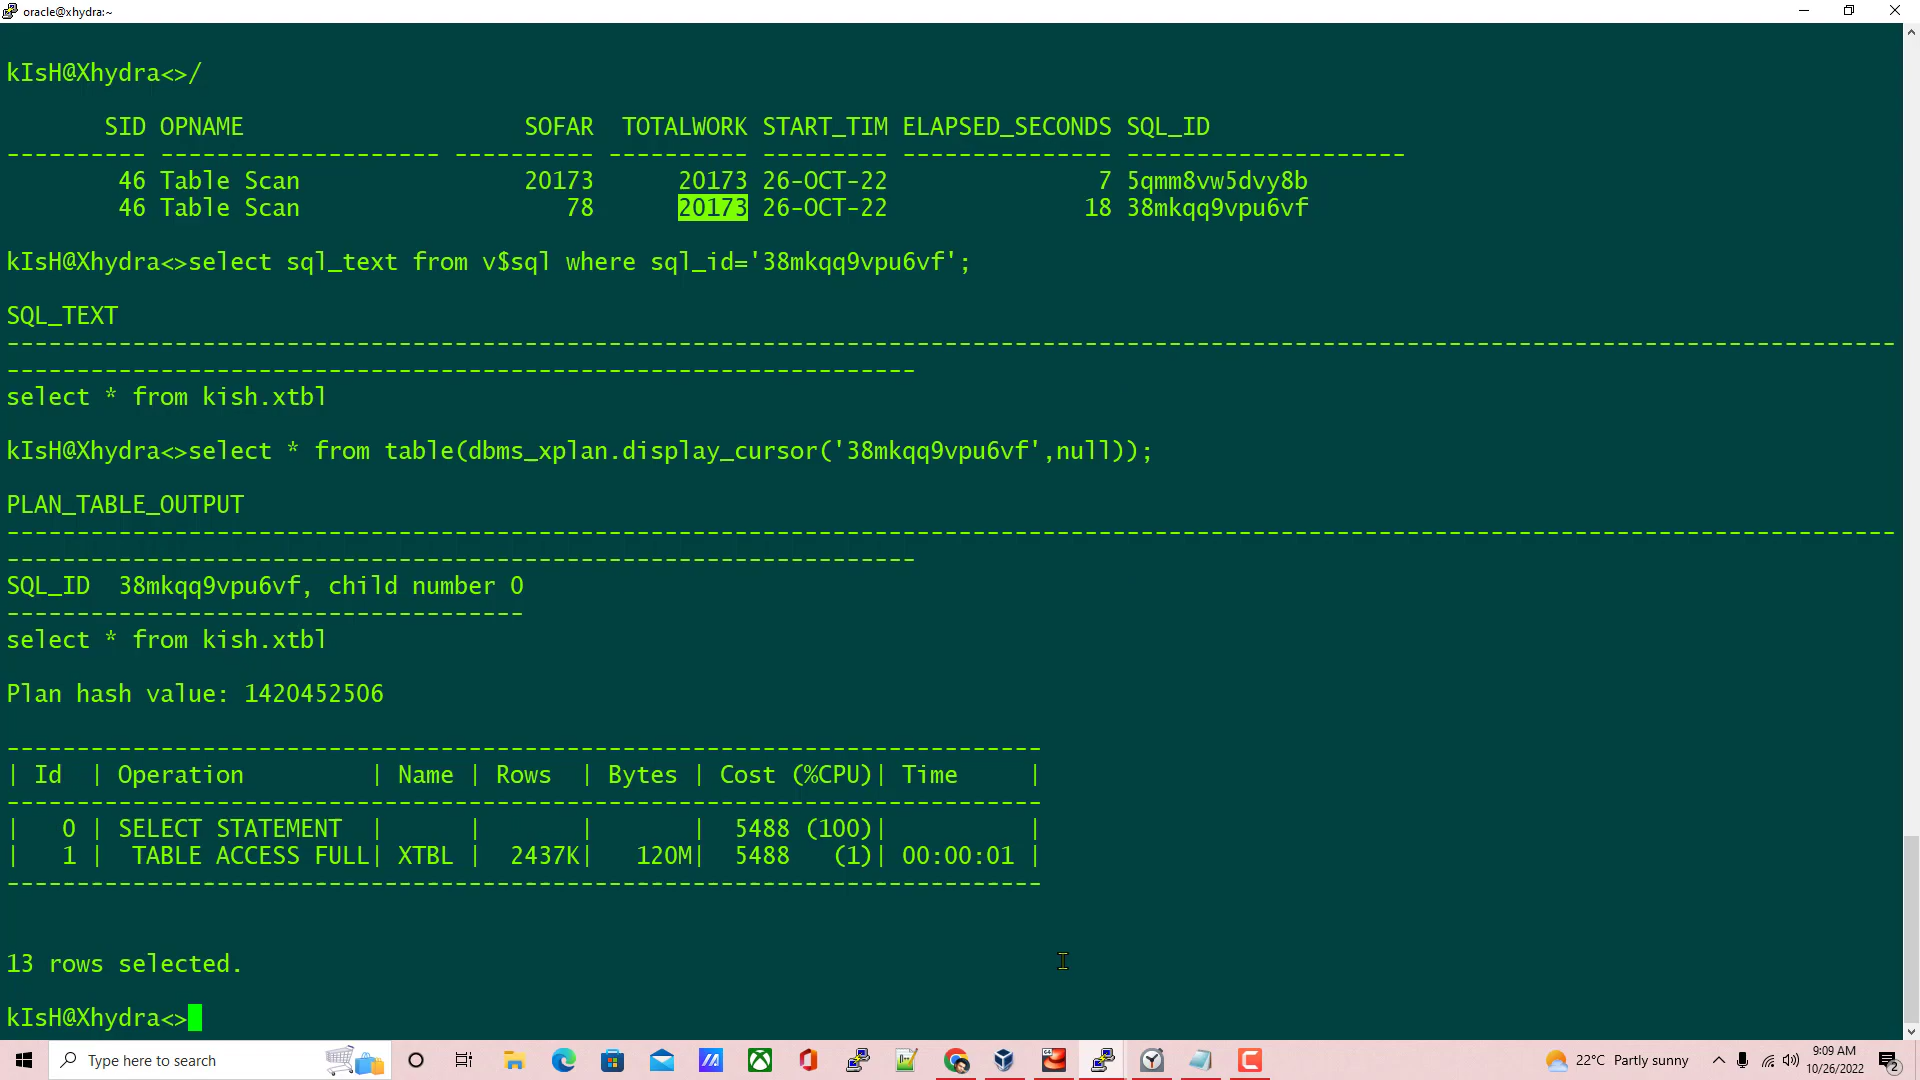 oracle@xhydra:~
kIsH@Xhydra<>/
SID OPNAME SOFAR TOTALWORK START_TIM ELAPSED_SECONDS SQL_ID
---------- -------------------- ---------- ---------- --------- --------------- --------------------
46 Table Scan 20173 20173 26-OCT-22 7 5qmm8vw5dvy8b
46 Table Scan 78 20173 26-OCT-22 18 38mkqq9vpu6vf
kIsH@Xhydra<>select sql_text from v$sql where sql_id='38mkqq9vpu6vf';
SQL_TEXT
---------------------------------------------------------------------------------------------------------------------------------------
-----------------------------------------------------------------
select * from kish.xtbl
kIsH@Xhydra<>select * from table(dbms_xplan.display_cursor('38mkqq9vpu6vf',null));
PLAN_TABLE_OUTPUT
---------------------------------------------------------------------------------------------------------------------------------------
-----------------------------------------------------------------
SQL_ID  38mkqq9vpu6vf, child number 0
-------------------------------------
select * from kish.xtbl
Plan hash value: 1420452506
--------------------------------------------------------------------------
| Id  | Operation         | Name | Rows  | Bytes | Cost (%CPU)| Time     |
--------------------------------------------------------------------------
|   0 | SELECT STATEMENT  |      |       |       |  5488 (100)|          |
|   1 |  TABLE ACCESS FULL| XTBL |  2437K|   120M|  5488   (1)| 00:00:01 |
--------------------------------------------------------------------------
13 rows selected.
kIsH@Xhydra<>
Type here to search
22°C Partly sunny
9:09 AM
10/26/2022
2